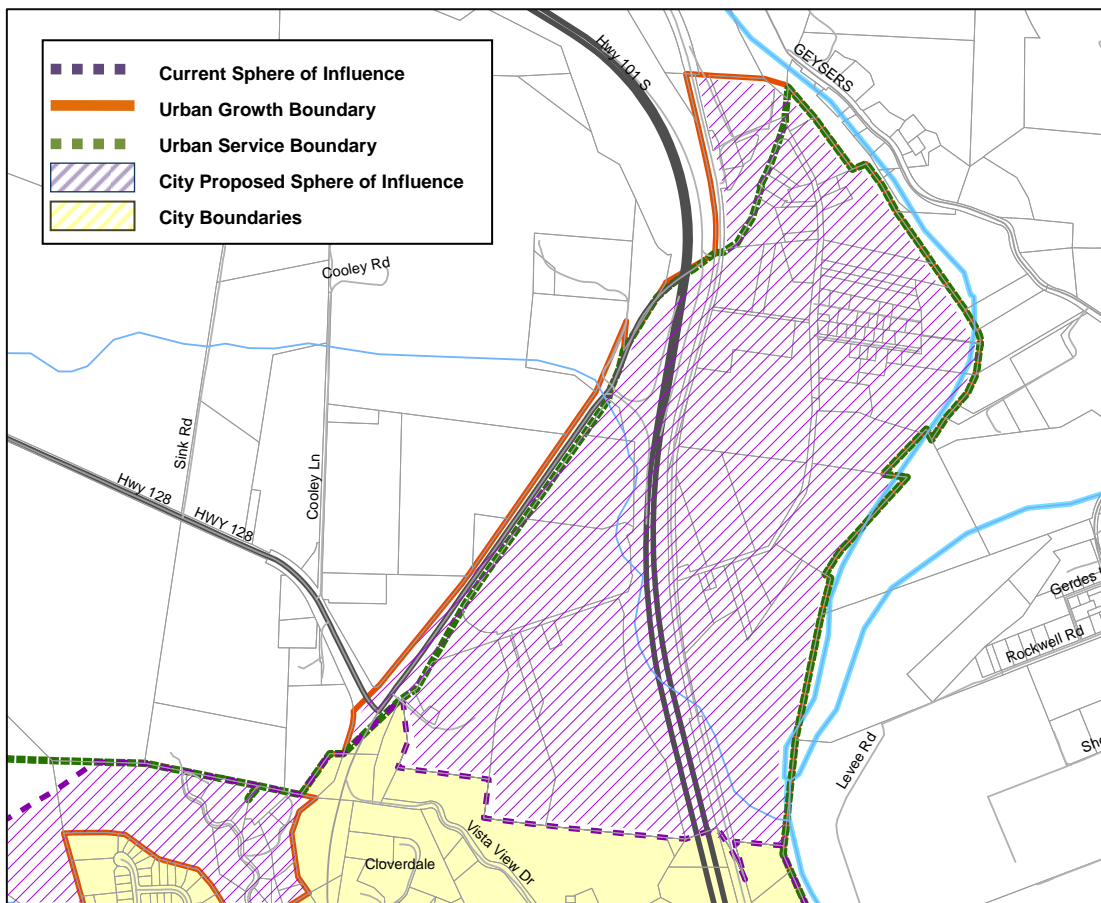 Current Sphere of Influence
Urban Growth Boundary
Urban Service Boundary
City Proposed Sphere of Influence
City Boundaries
Hwy 101 S
GEYSERS
Cooley Rd
Sink Rd
Cooley Ln
Hwy 128
HWY 128
Gerdes
Rockwell Rd
Levee Rd
Vista View Dr
Cloverdale